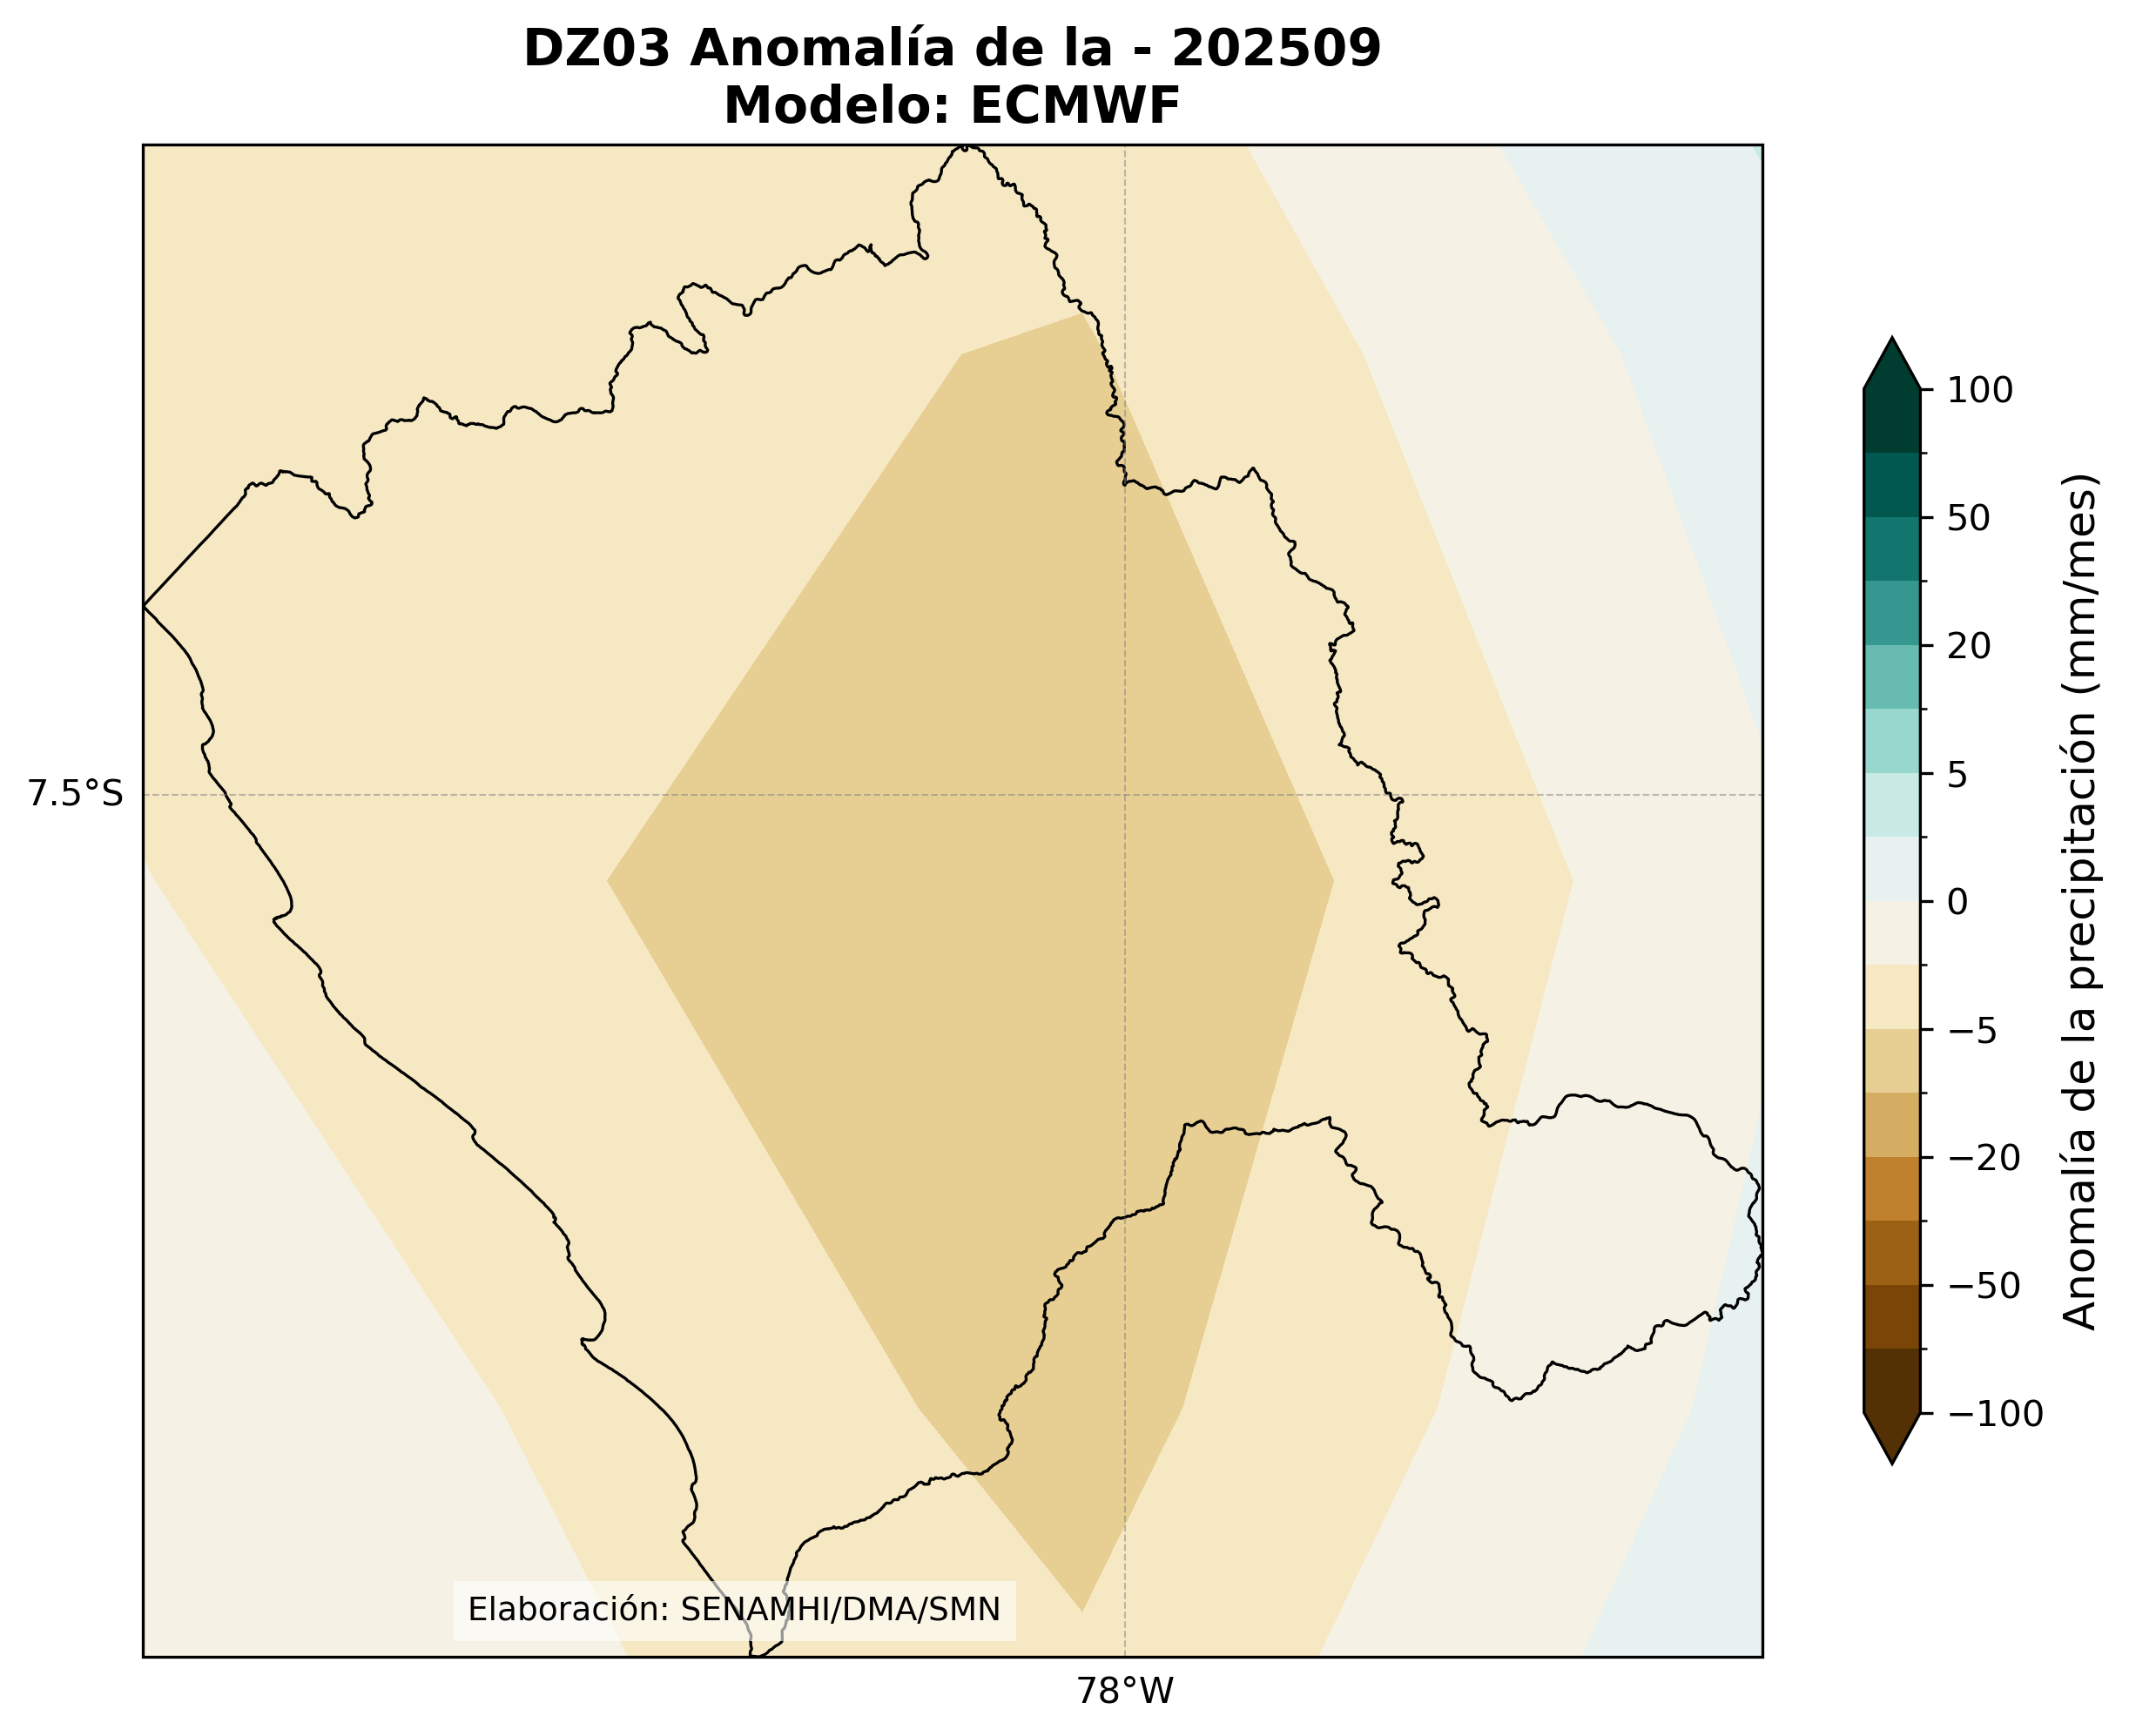 DZ03 Anomalía de la - 202509
Modelo: ECMWF
7.5°S
78°W
Elaboración: SENAMHI/DMA/SMN
100
50
20
5
0
−5
−20
−50
−100
Anomalía de la precipitación (mm/mes)